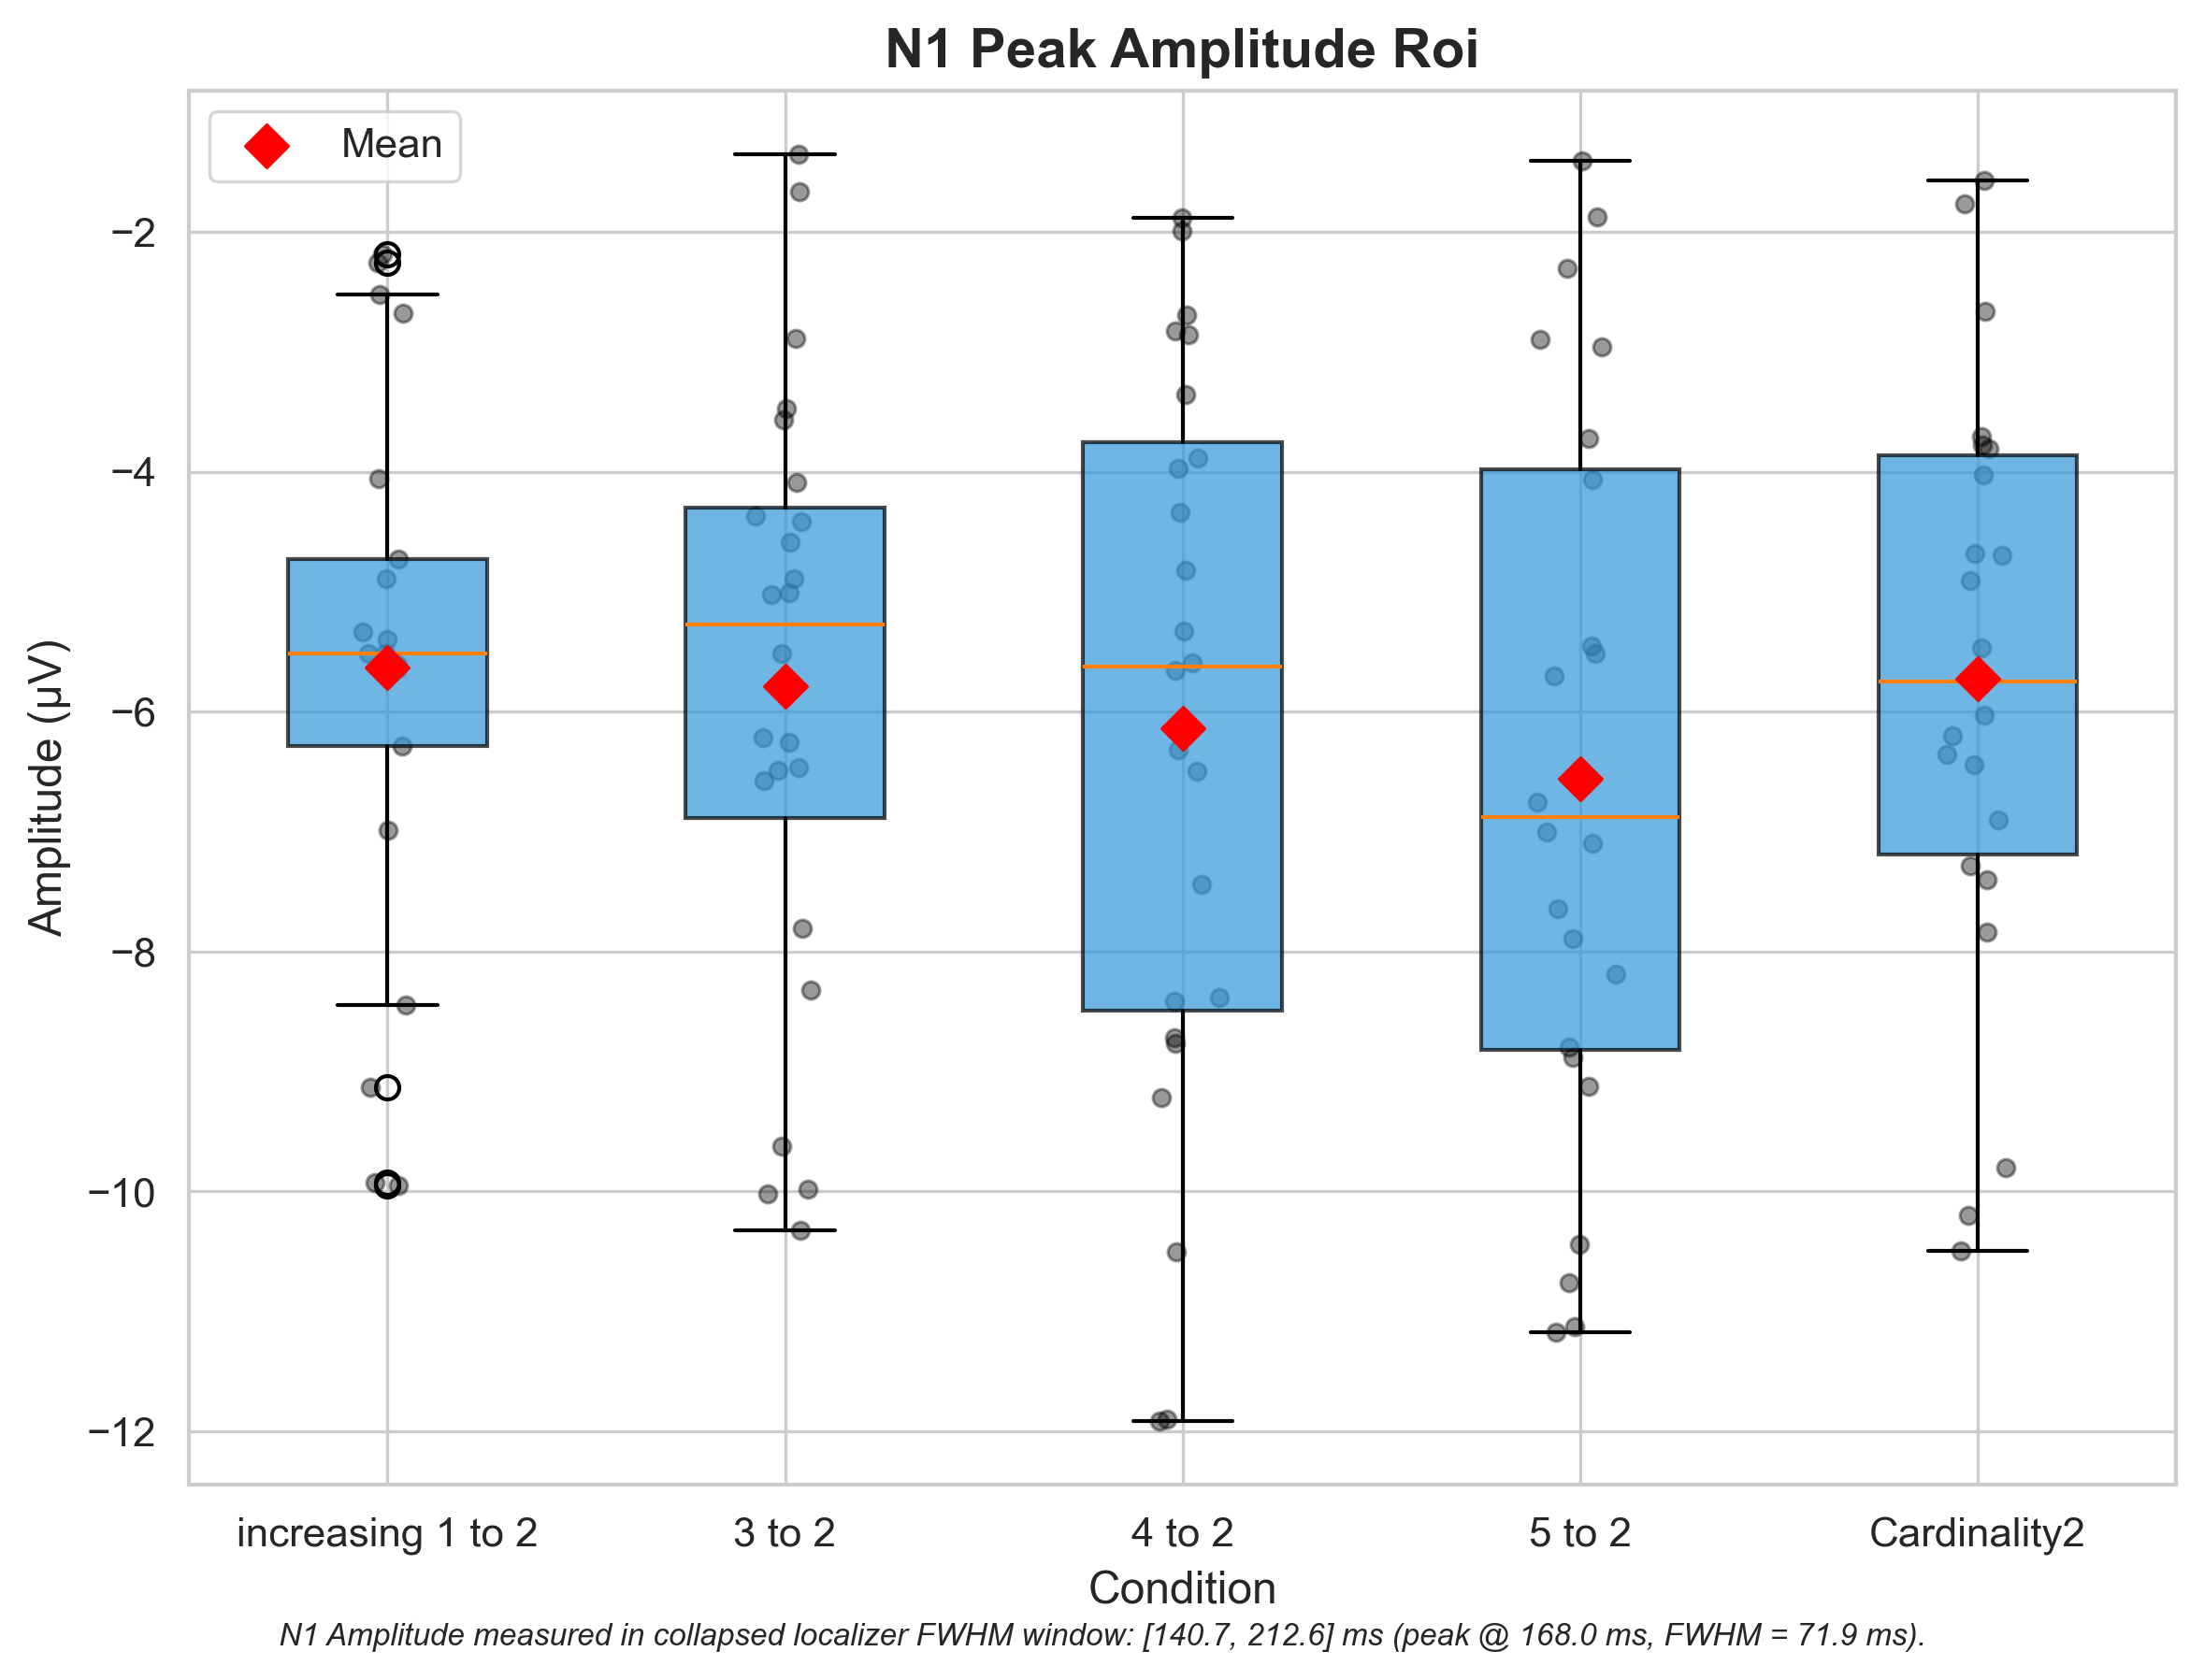 N1 Peak Amplitude Roi
Mean
−2
−4
−6
−8
−10
−12
Amplitude (µV)
increasing 1 to 2
3 to 2
4 to 2
5 to 2
Cardinality2
Condition
N1 Amplitude measured in collapsed localizer FWHM window: [140.7, 212.6] ms (peak @ 168.0 ms, FWHM = 71.9 ms).